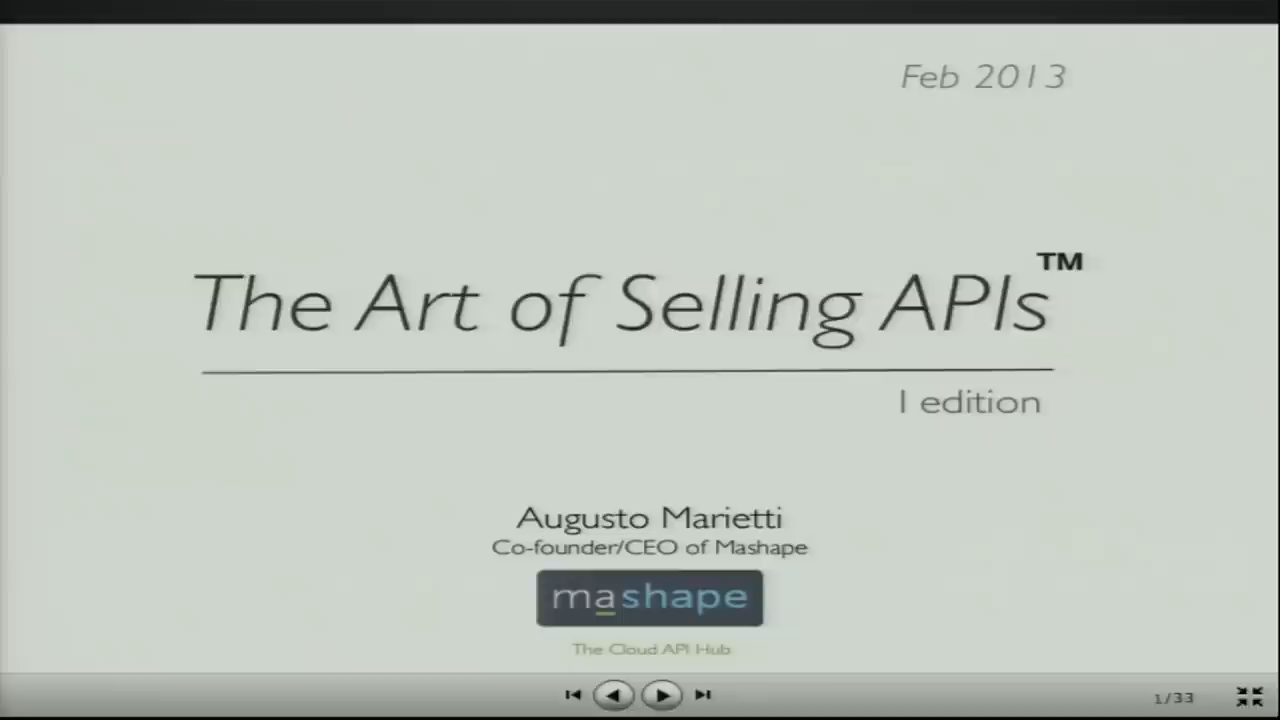 Feb 2013
The Art of Selling APIs™
I edition
Augusto Marietti
Co-founder/CEO of Mashape
mashape
The Cloud API Hub
1/33